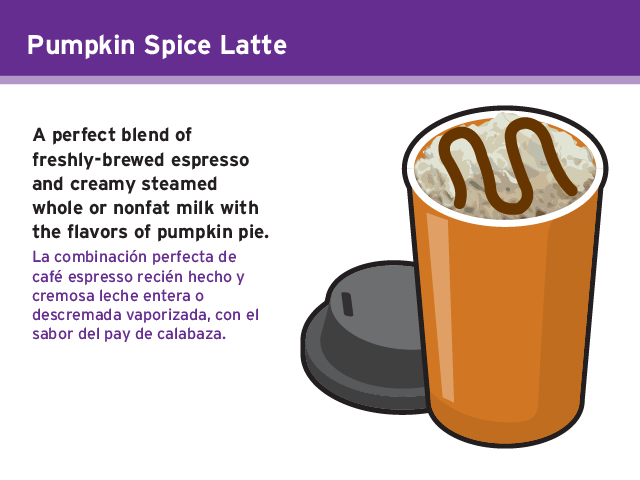 Pumpkin Spice Latte
A perfect blend of
freshly-brewed espresso
and creamy steamed
whole or nonfat milk with
the flavors of pumpkin pie.
La combinación perfecta de
café espresso recién hecho y
cremosa leche entera o
descremada vaporizada, con el
sabor del pay de calabaza.